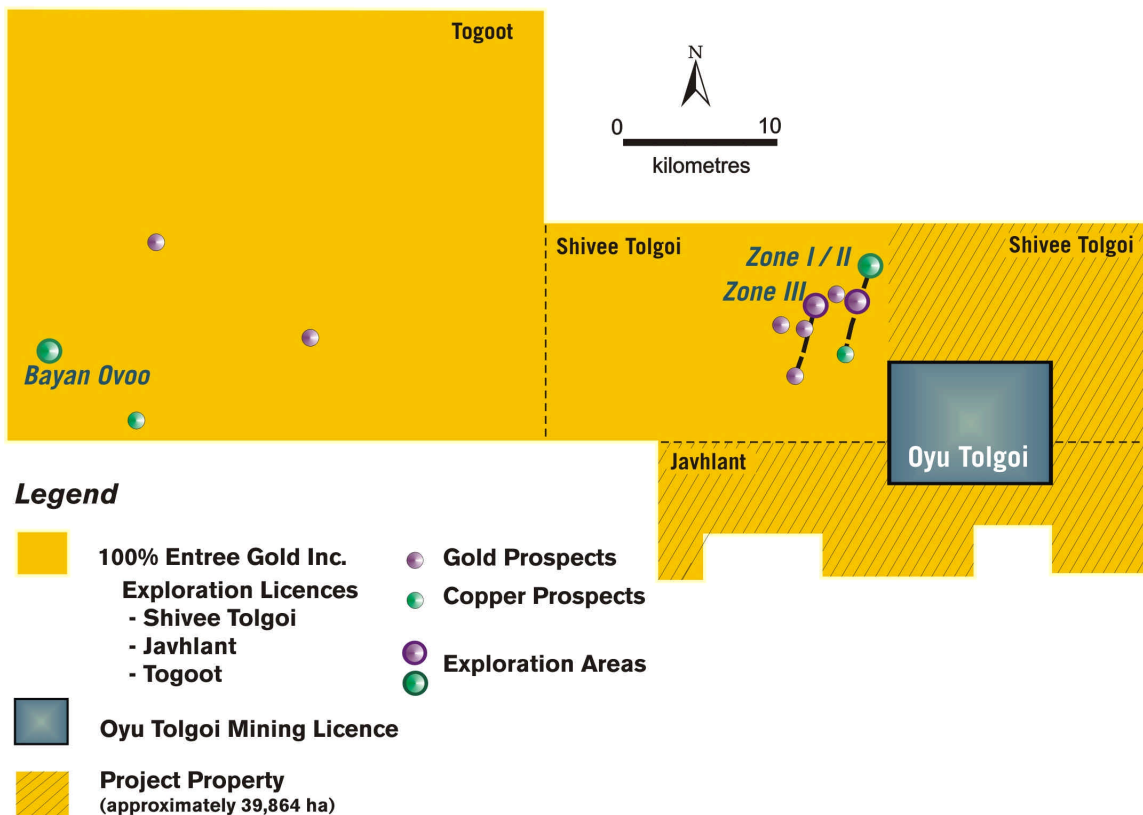 Togoot
N
0 10
kilometres
Shivee Tolgoi
Zone I / II
Shivee Tolgoi
Zone III
Bayan Ovoo
Javhlant
Oyu Tolgoi
Legend
100% Entree Gold Inc.
Exploration Licences
- Shivee Tolgoi
- Javhlant
- Togoot
Gold Prospects
Copper Prospects
Exploration Areas
Oyu Tolgoi Mining Licence
Project Property
(approximately 39,864 ha)